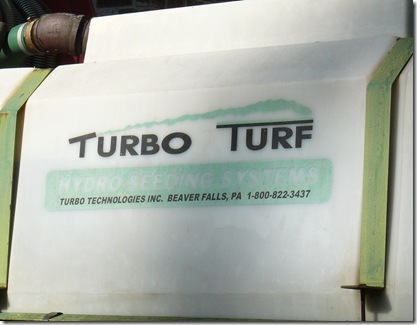 TURBO TURF
HYDRO SEEDING SYSTEMS
TURBO TECHNOLOGIES INC. BEAVER FALLS, PA 1-800-822-3437